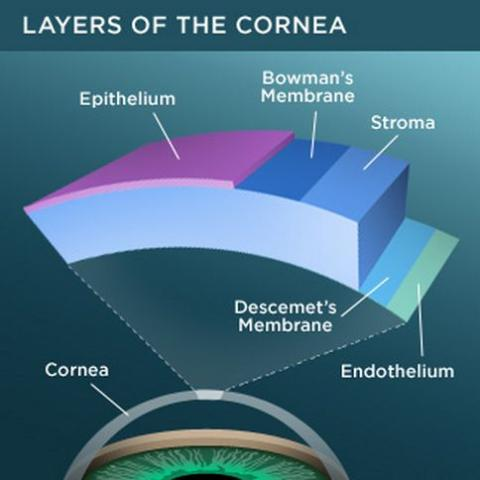 LAYERS OF THE CORNEA
Bowman's
Membrane
Epithelium
Stroma
Descemet's
Membrane
Endothelium
Cornea